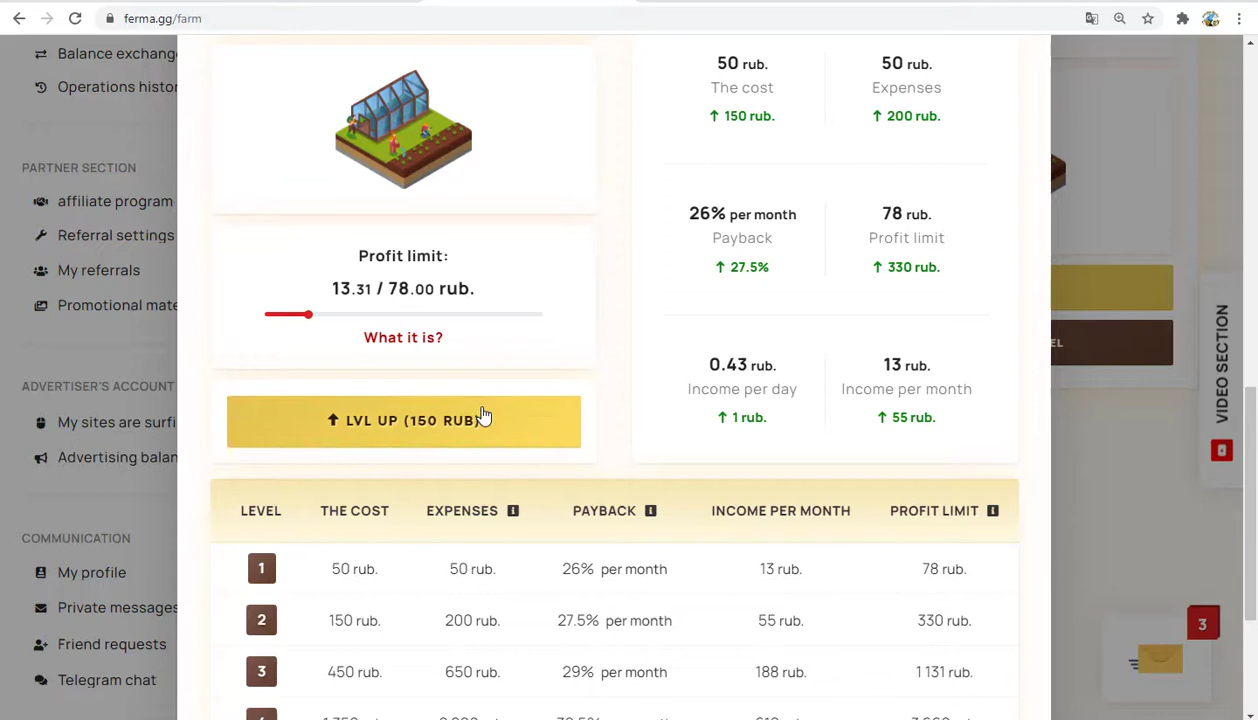 ferma.gg/farm
Balance exchang
Operations histor
PARTNER SECTION
affiliate program
Referral settings
My referrals
Promotional mate
ADVERTISER'S ACCOUNT
My sites are surfi
Advertising balan
COMMUNICATION
My profile
Private messages
Friend requests
Telegram chat
Profit limit:
13.31 / 78.00 rub.
What it is?
LVL UP (150 RUB)
50 rub.
The cost
↑ 150 rub.
50 rub.
Expenses
↑ 200 rub.
26% per month
Payback
↑ 27.5%
78 rub.
Profit limit
↑ 330 rub.
0.43 rub.
Income per day
↑ 1 rub.
13 rub.
Income per month
↑ 55 rub.
LEVEL THE COST EXPENSES PAYBACK INCOME PER MONTH PROFIT LIMIT
1 50 rub. 50 rub. 26% per month 13 rub. 78 rub.
2 150 rub. 200 rub. 27.5% per month 55 rub. 330 rub.
3 450 rub. 650 rub. 29% per month 188 rub. 1 131 rub.
EL
VIDEO SECTION
3